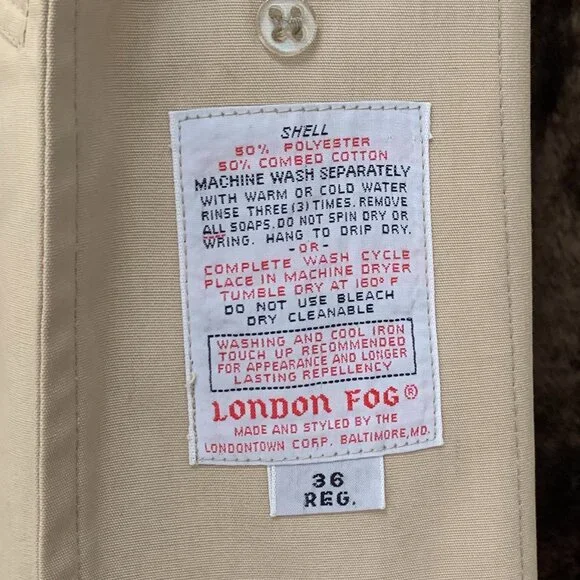 SHELL
50% POLYESTER
50% COMBED COTTON
MACHINE WASH SEPARATELY
WITH WARM OR COLD WATER
RINSE THREE (3) TIMES. REMOVE
ALL SOAPS. DO NOT SPIN DRY OR
WRING. HANG TO DRIP DRY.
-OR-
COMPLETE WASH CYCLE
PLACE IN MACHINE DRYER
TUMBLE DRY AT 160° F
DO NOT USE BLEACH
DRY CLEANABLE
WASHING AND COOL IRON
TOUCH UP RECOMMENDED
FOR APPEARANCE AND LONGER
LASTING REPELLENCY
LONDON FOG®
MADE AND STYLED BY THE
LONDONTOWN CORP. BALTIMORE, MD.
36
REG.